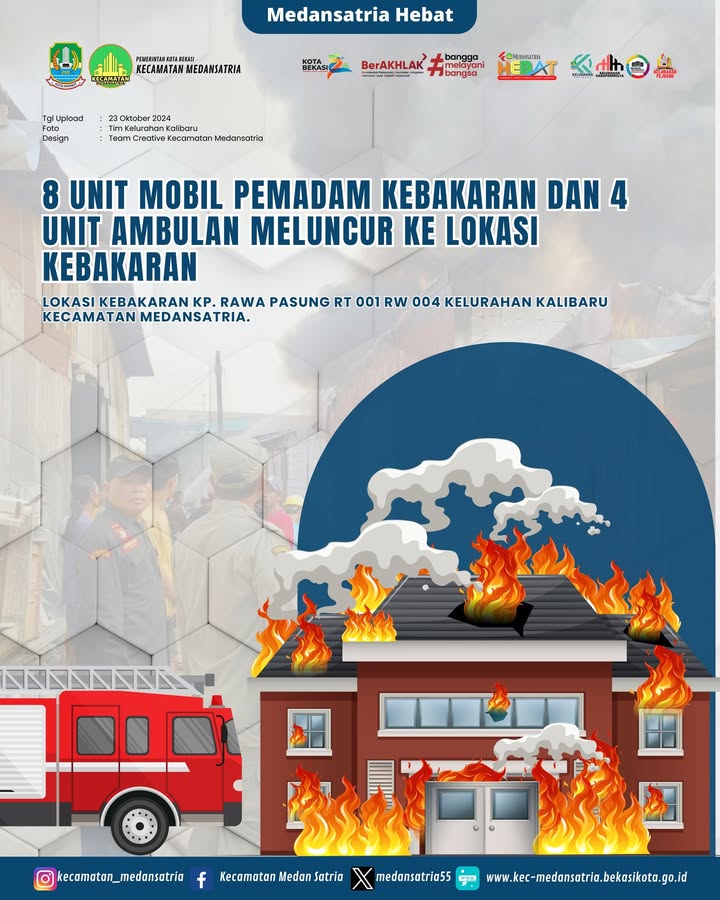 Medansatria Hebat
PEMERINTAH KOTA BEKASI
KECAMATAN MEDANSATRIA
KOTA
BEKASI
BerAKHLAK
#bangga
melayani
bangsa
MEDANSATRIA
HEBAT
Tgl Upload : 23 Oktober 2024
Foto : Tim Kelurahan Kalibaru
Design : Team Creative Kecamatan Medansatria
8 UNIT MOBIL PEMADAM KEBAKARAN DAN 4
UNIT AMBULAN MELUNCUR KE LOKASI
KEBAKARAN
LOKASI KEBAKARAN KP. RAWA PASUNG RT 001 RW 004 KELURAHAN KALIBARU
KECAMATAN MEDANSATRIA.
kecamatan_medansatria Kecamatan Medan Satria medansatria55 www.kec-medansatria.bekasikota.go.id